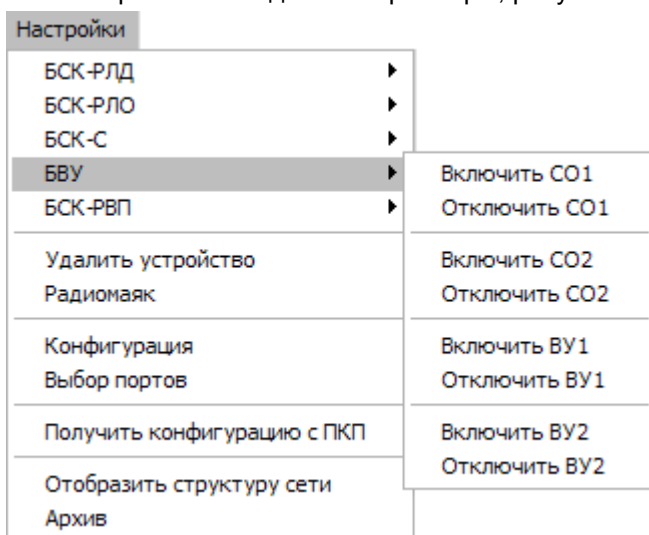 Настройки
БСК-РЛД
БСК-РЛО
БСК-С
БВУ
БСК-РВП
Удалить устройство
Радиомаяк
Конфигурация
Выбор портов
Получить конфигурацию с ПКП
Отобразить структуру сети
Архив
Включить СО1
Отключить СО1
Включить СО2
Отключить СО2
Включить ВУ1
Отключить ВУ1
Включить ВУ2
Отключить ВУ2